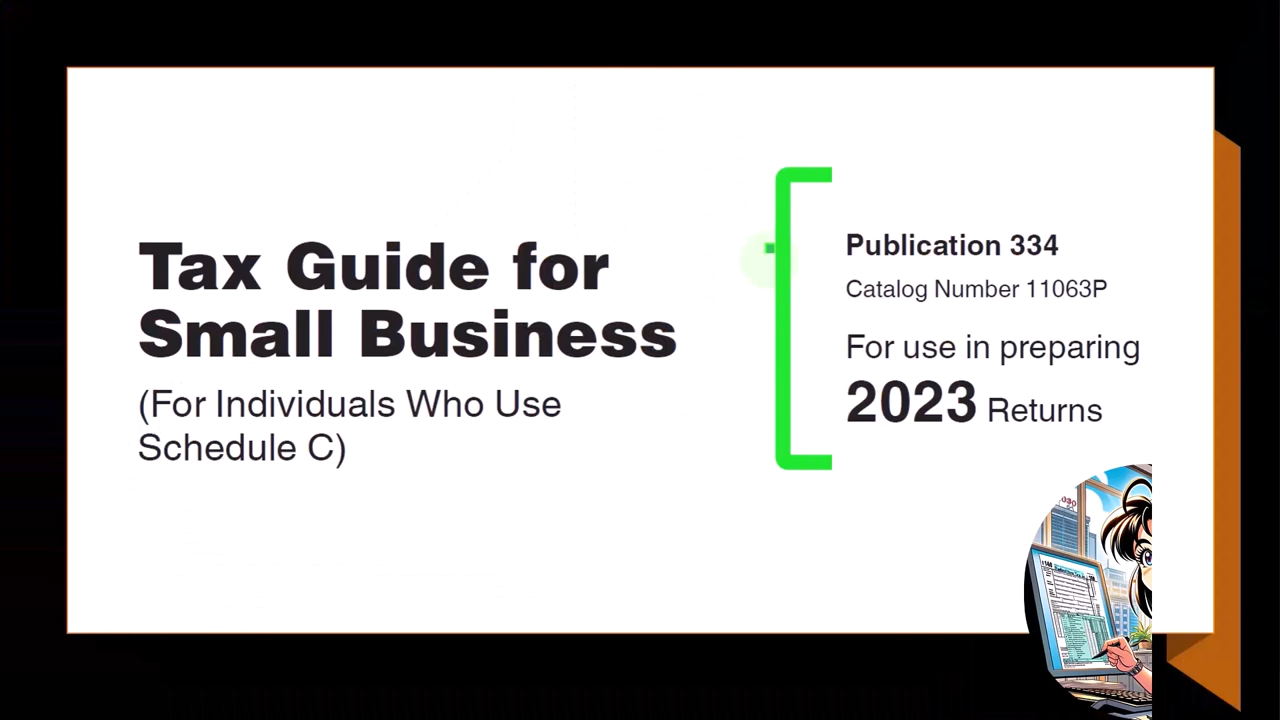 Tax Guide for
Small Business
(For Individuals Who Use
Schedule C)
Publication 334
Catalog Number 11063P
For use in preparing
2023 Returns